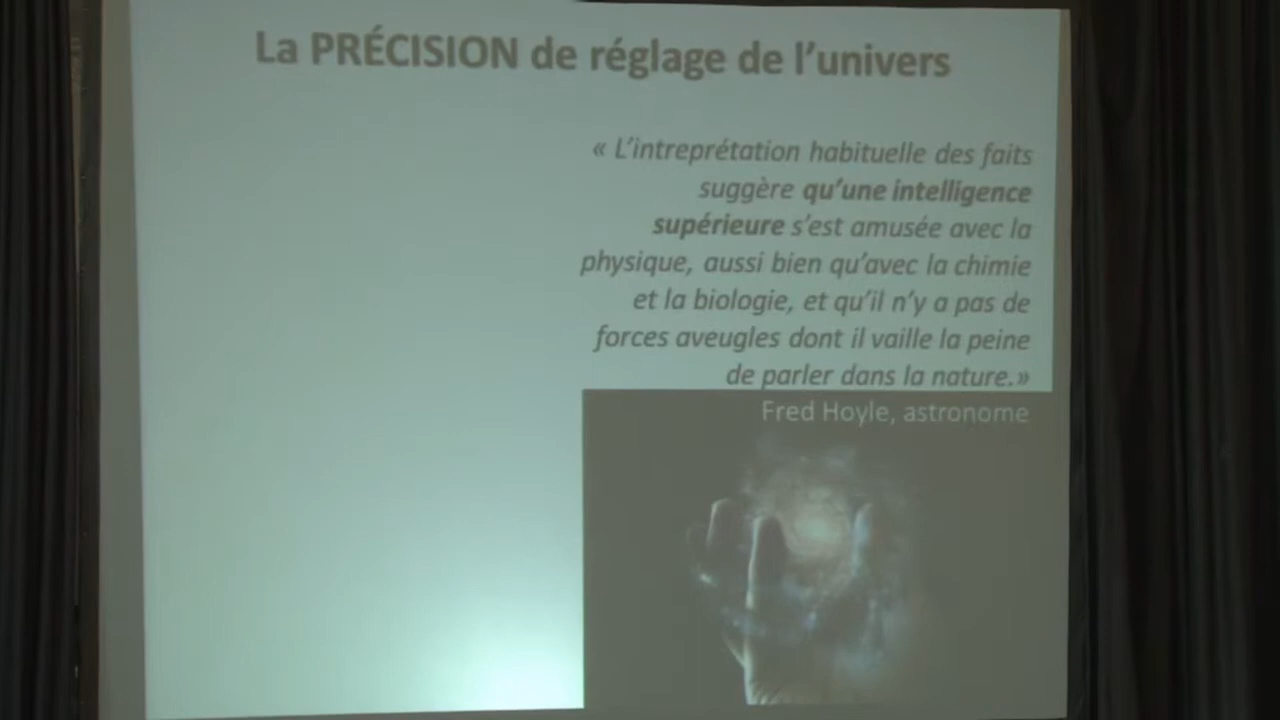 La PRÉCISION de réglage de l'univers
« L'intreprétation habituelle des faits
suggère qu'une intelligence
supérieure s'est amusée avec la
physique, aussi bien qu'avec la chimie
et la biologie, et qu'il n'y a pas de
forces aveugles dont il vaille la peine
de parler dans la nature.»
Fred Hoyle, astronome